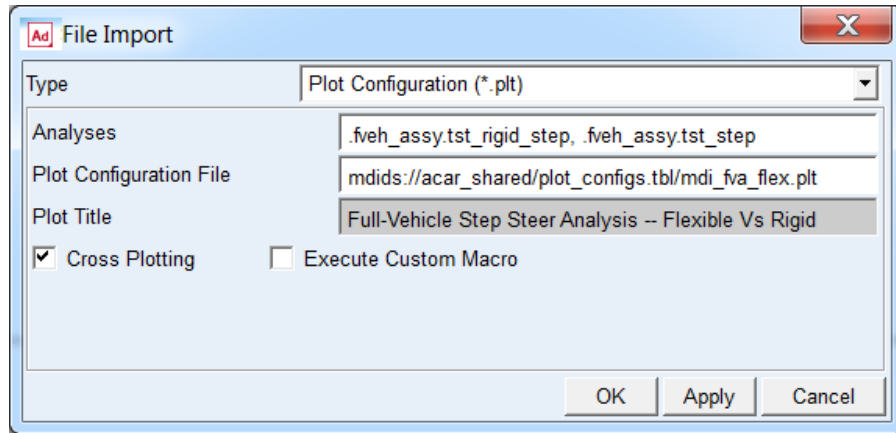 Ad File Import
Type Plot Configuration (*.plt)
Analyses .fveh_assy.tst_rigid_step, .fveh_assy.tst_step
Plot Configuration File mdids://acar_shared/plot_configs.tbl/mdi_fva_flex.plt
Plot Title Full-Vehicle Step Steer Analysis -- Flexible Vs Rigid
Cross Plotting Execute Custom Macro
OK Apply Cancel